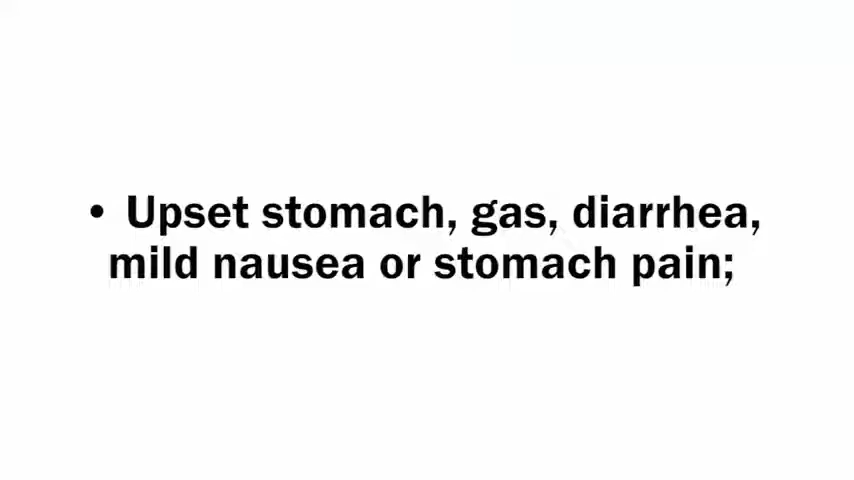 • Upset stomach, gas, diarrhea,
mild nausea or stomach pain;